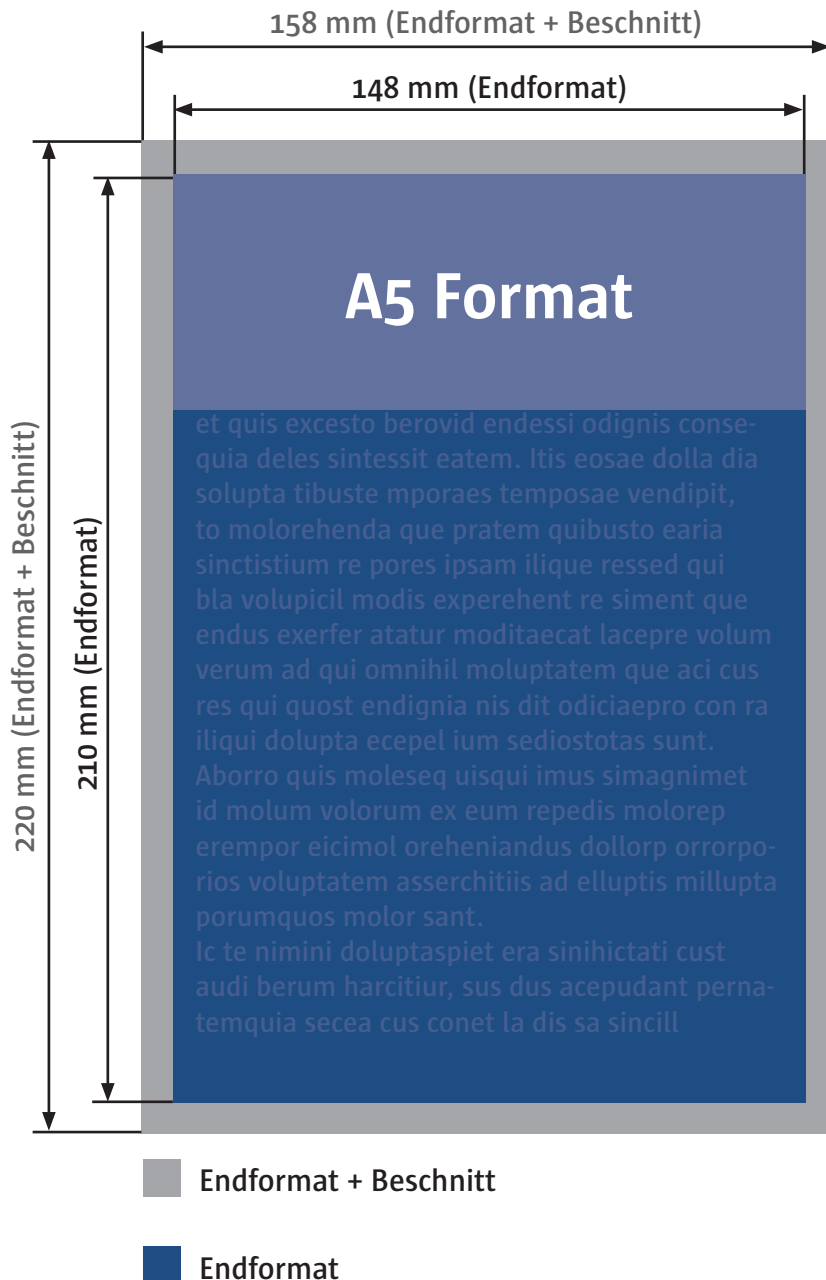 158 mm (Endformat + Beschnitt)
148 mm (Endformat)
220 mm (Endformat + Beschnitt)
210 mm (Endformat)
A5 Format
et quis excesto berovid endessi odignis conse-
quia deles sintessit eatem. Itis eosae dolla dia
solupta tibuste mporaes temposae vendipit,
to molorehenda que pratem quibusto earia
sinctistium re pores ipsam ilique ressed qui
bla volupicil modis experehent re siment que
endus exerfer atatur moditaecat lacepre volum
verum ad qui omnihil moluptatem que aci cus
res qui quost endignia nis dit odiciaepro con ra
iliqui dolupta ecepel ium sediostotas sunt.
Aborro quis moleseq uisqui imus simagnimet
id molum volorum ex eum repedis molorep
erempor eicimol oreheniandus dollorp orrorpo-
rios voluptatem asserchitiis ad elluptis millupta
porumquos molor sant.
Ic te nimini doluptaspiet era sinihictati cust
audi berum harcitiur, sus dus acepudant perna-
temquia secea cus conet la dis sa sincill
Endformat + Beschnitt
Endformat